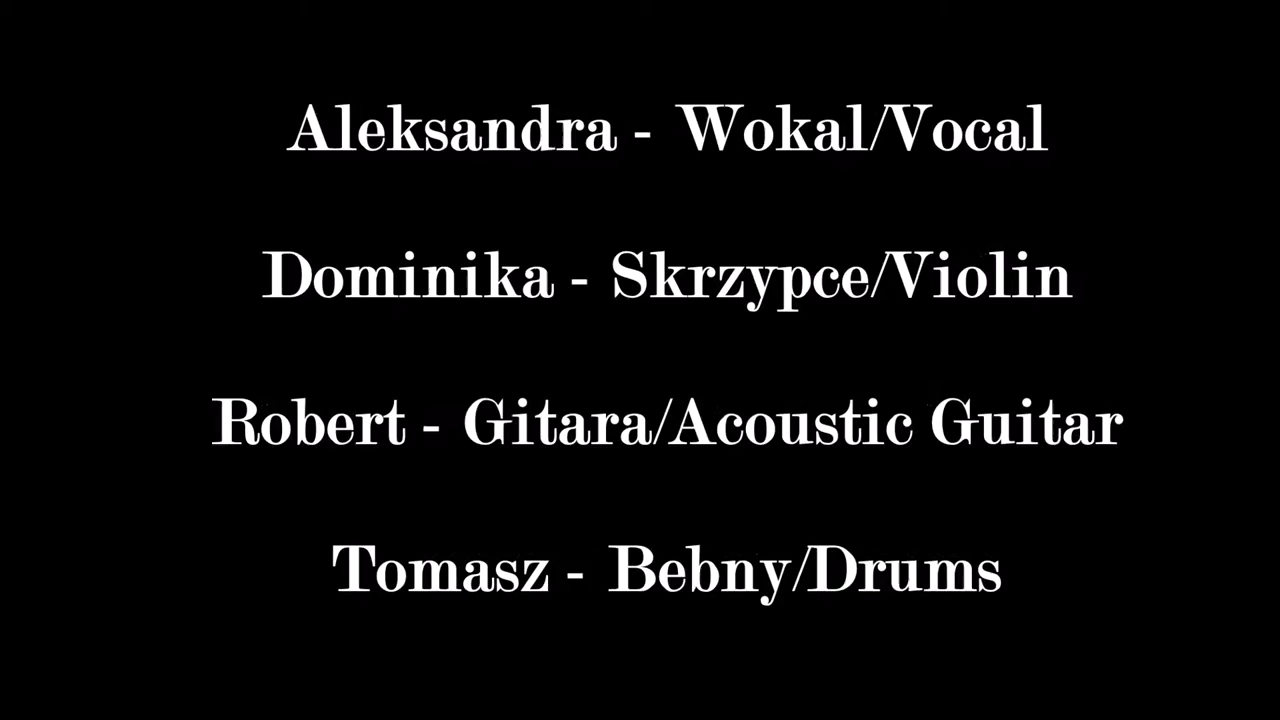 Aleksandra - Wokal/Vocal
Dominika - Skrzypce/Violin
Robert - Gitara/Acoustic Guitar
Tomasz - Bebny/Drums